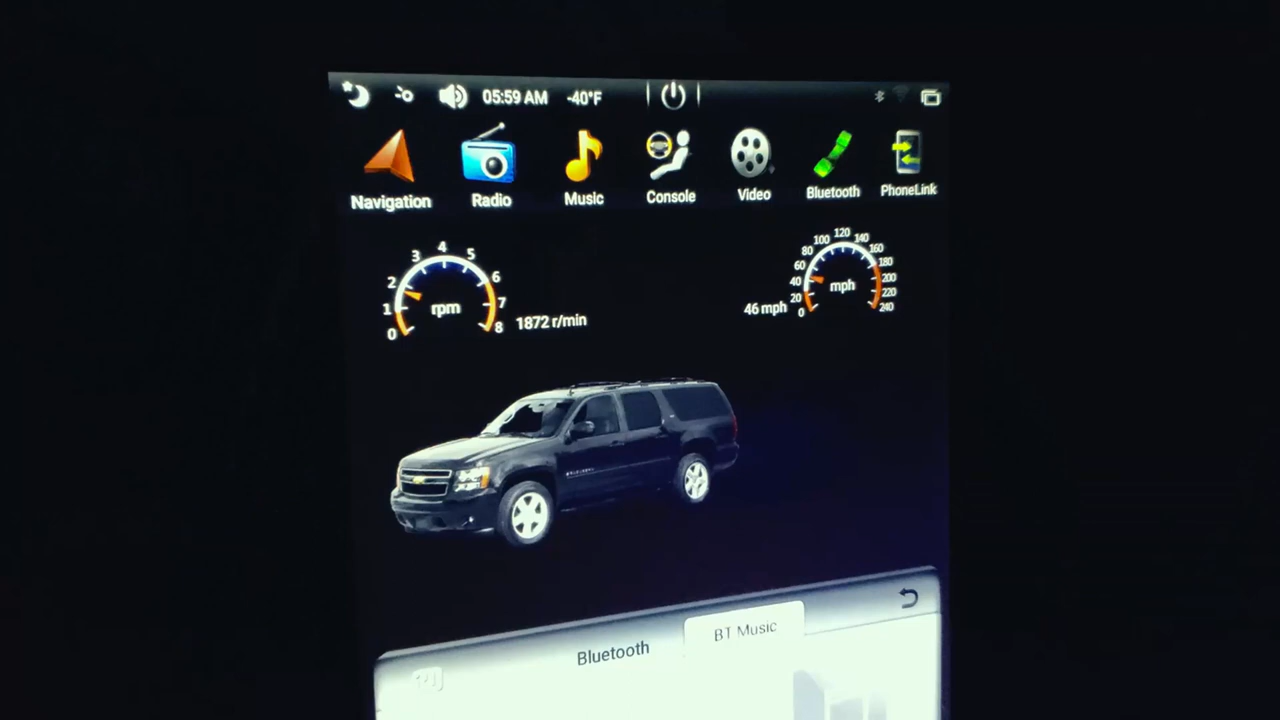 05:59 AM -40°F
Navigation Radio Music Console Video Bluetooth PhoneLink
0 1 2 3 4 5 6 7 8
rpm
1872 r/min
0 20 40 60 80 100 120 140 160 180 200 220 240
mph
46 mph
Bluetooth BT Music